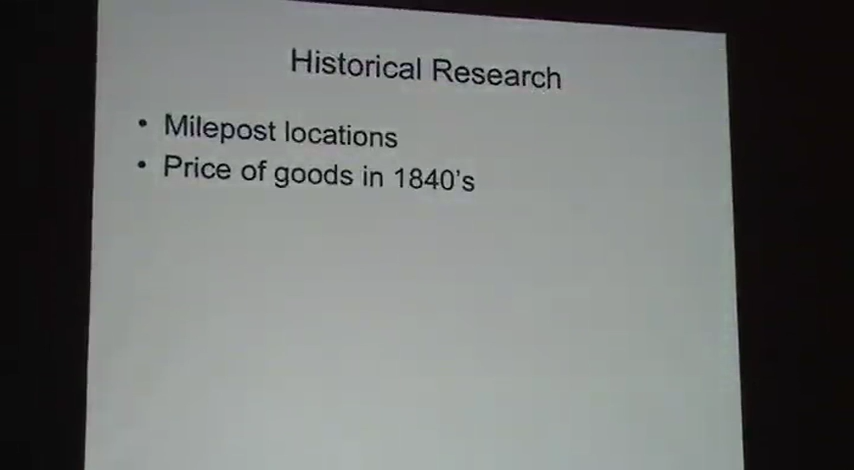 Historical Research
• Milepost locations
• Price of goods in 1840's